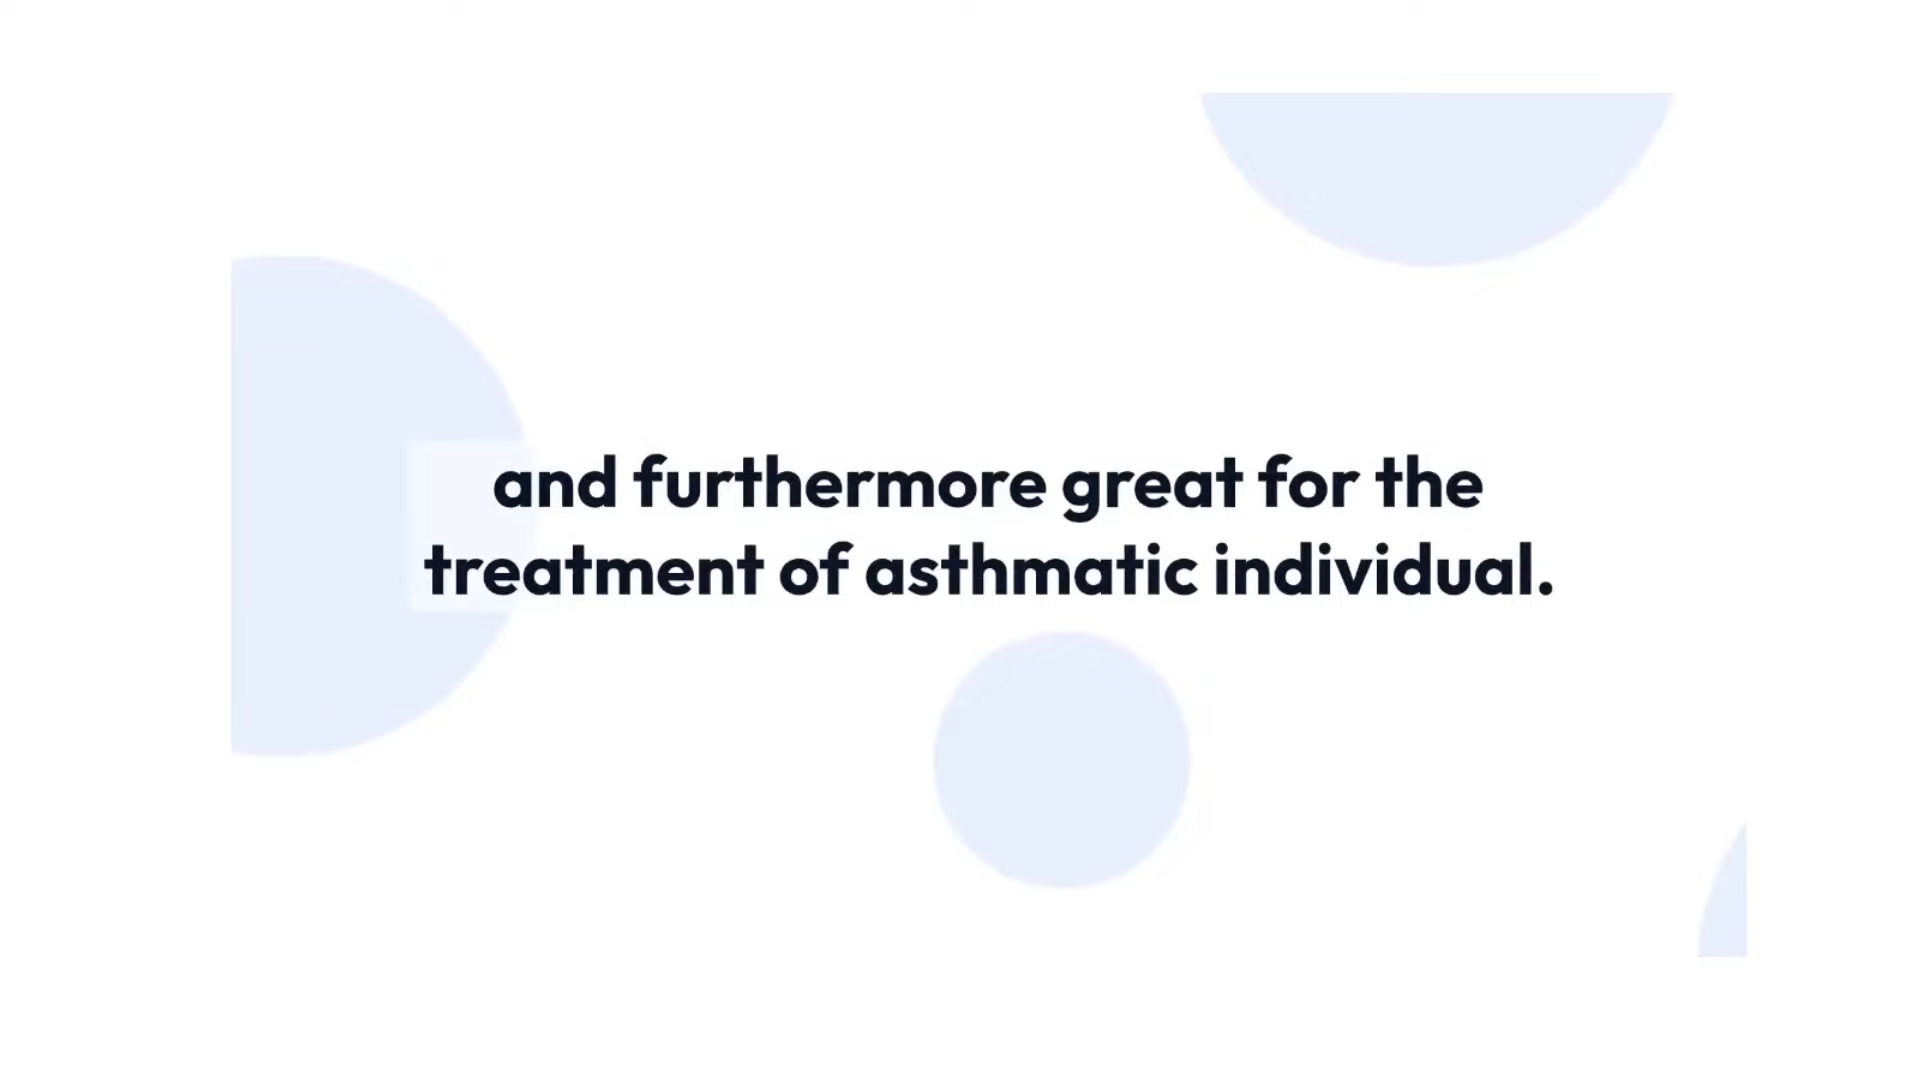 and furthermore great for the
treatment of asthmatic individual.